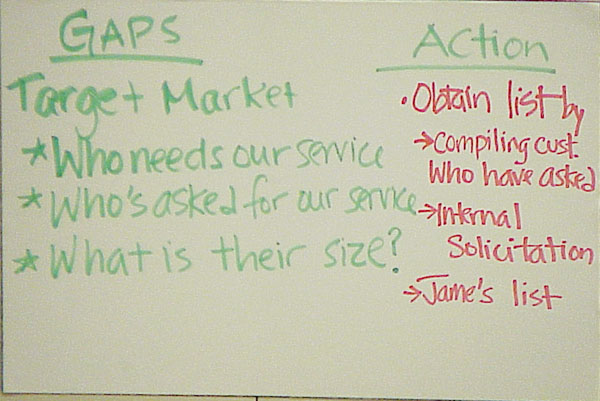 GAPS
Target Market
*Who needs our service
*Who's asked for our service
*What is their size?
Action
•Obtain list by
→Compiling cust.
Who have asked
→Internal
Solicitation
→Jame's list